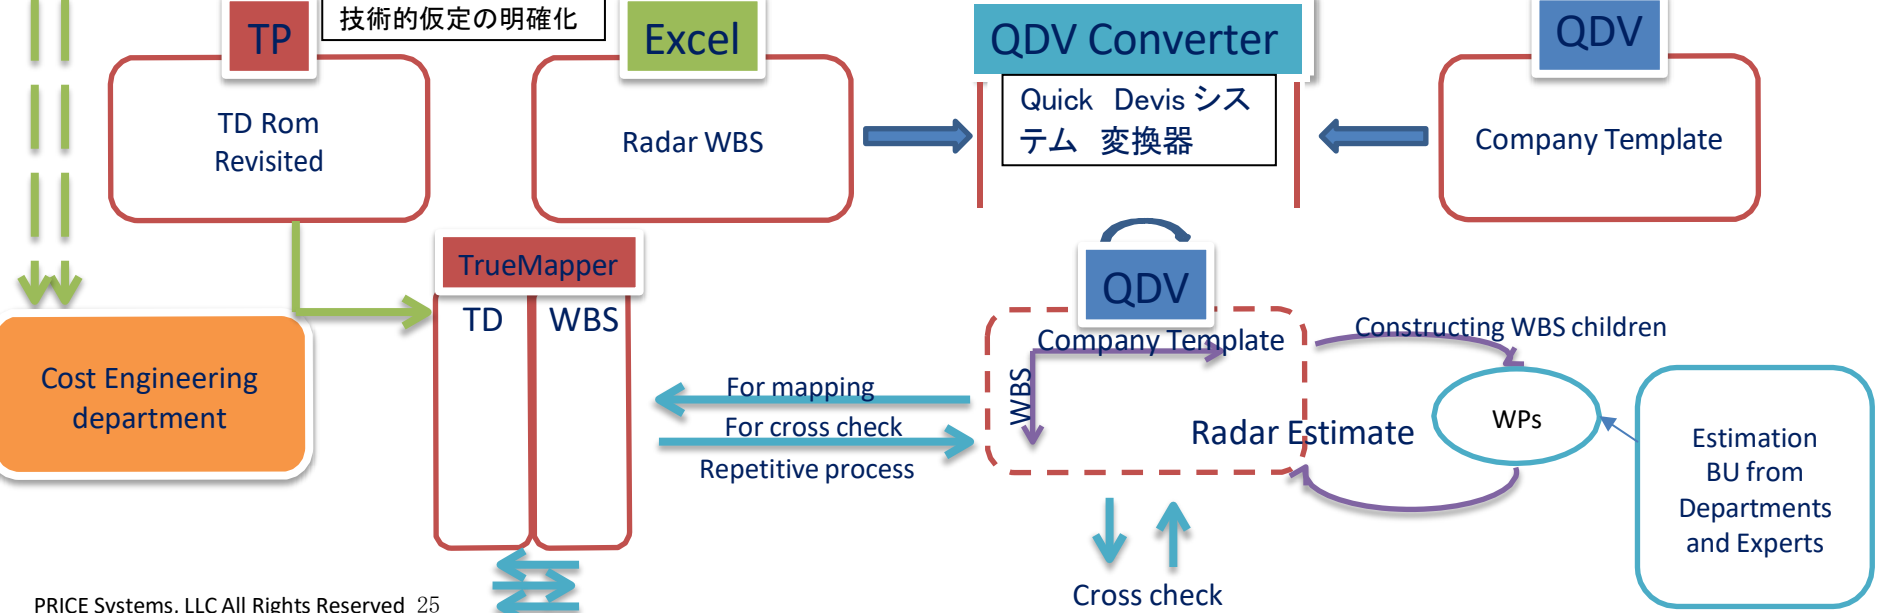 技術的仮定の明確化
TP
Excel
QDV Converter
QDV
TD Rom
Revisited
Radar WBS
Quick Devis シス
テム 変換器
Company Template
TrueMapper
TD
WBS
QDV
Company Template
WBS
Constructing WBS children
Cost Engineering
department
For mapping
For cross check
Repetitive process
Radar Estimate
WPs
Estimation
BU from
Departments
and Experts
Cross check
PRICE Systems, LLC All Rights Reserved 25